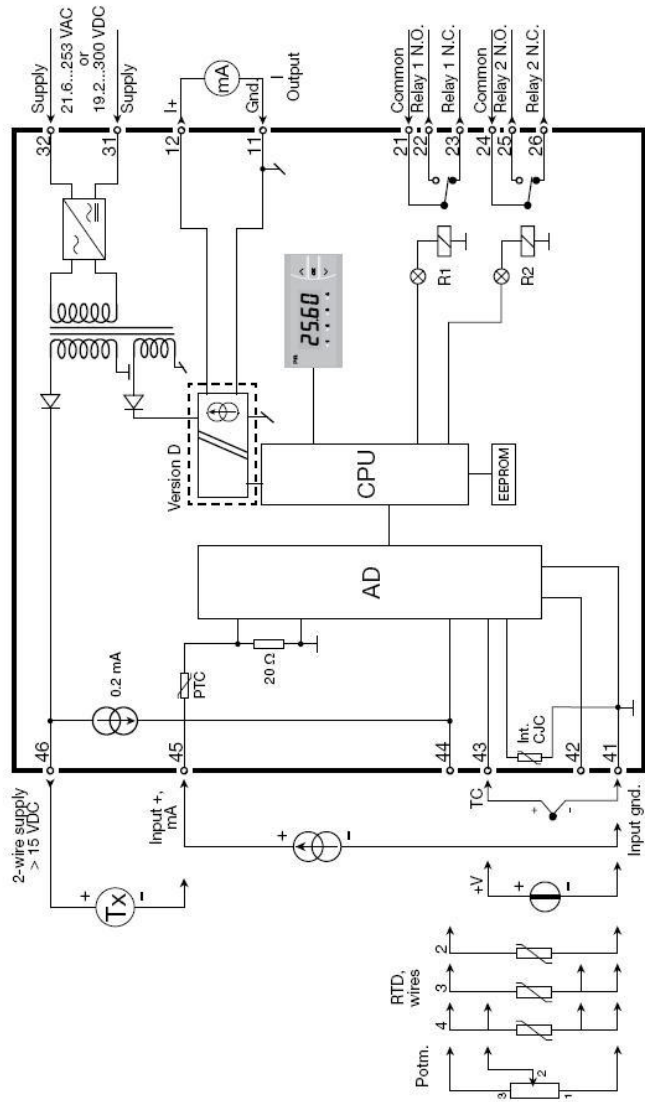 2-wire supply
> 15 VDC
+
Tx
-
Input +,
mA
+
-
Input gnd.
TC
+
-
+V
+
-
RTD,
wires
2
3
4
Potm.
3
2
1
46
45
44
43
42
41
0.2 mA
PTC
20 Ω
Int.
CJC
AD
CPU
EEPROM
Version D
25.60
R1
R2
32
31
12
11
21
22
23
24
25
26
Supply
21.6...253 VAC
or
19.2...300 VDC
Supply
I+
mA
Gnd.
I
Output
Common
Relay 1 N.O.
Relay 1 N.C.
Common
Relay 2 N.O.
Relay 2 N.C.